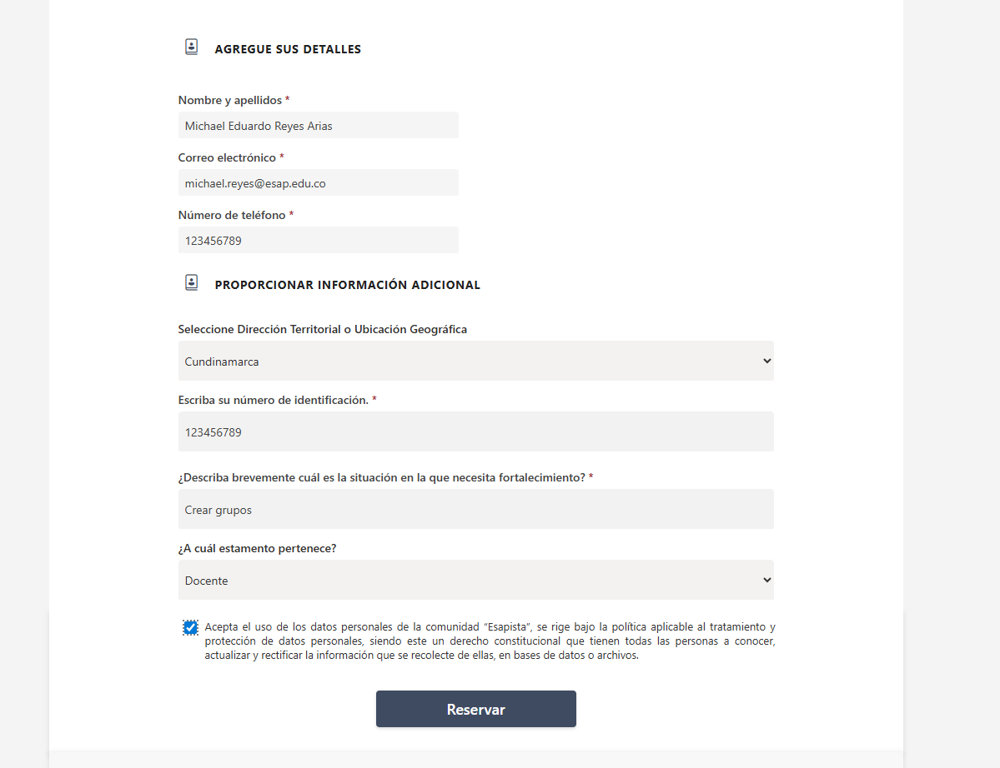 AGREGUE SUS DETALLES
Nombre y apellidos *
Michael Eduardo Reyes Arias
Correo electrónico *
michael.reyes@esap.edu.co
Número de teléfono *
123456789
PROPORCIONAR INFORMACIÓN ADICIONAL
Seleccione Dirección Territorial o Ubicación Geográfica
Cundinamarca
Escriba su número de identificación. *
123456789
¿Describa brevemente cuál es la situación en la que necesita fortalecimiento? *
Crear grupos
¿A cuál estamento pertenece?
Docente
Acepta el uso de los datos personales de la comunidad “Esapista”, se rige bajo la política aplicable al tratamiento y
protección de datos personales, siendo este un derecho constitucional que tienen todas las personas a conocer,
actualizar y rectificar la información que se recolecte de ellas, en bases de datos o archivos.
Reservar